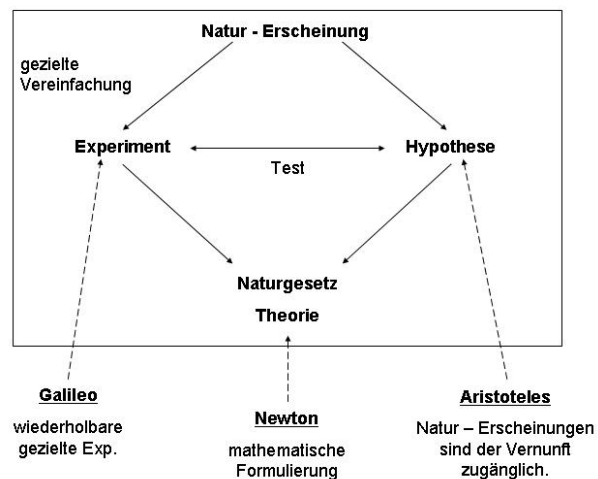 Natur - Erscheinung
gezielte
Vereinfachung
Experiment
Hypothese
Test
Naturgesetz
Theorie
Galileo
wiederholbare
gezielte Exp.
Newton
mathematische
Formulierung
Aristoteles
Natur – Erscheinungen
sind der Vernunft
zugänglich.